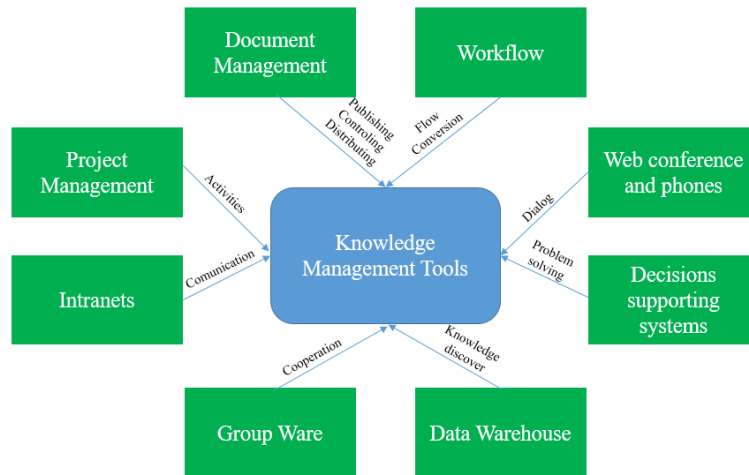 Document
Management
Workflow
Publishing
Controling
Distributing
Flow
Conversion
Project
Management
Activities
Web conference
and phones
Dialog
Knowledge
Management Tools
Intranets
Comunication
Problem
solving
Decisions
supporting
systems
Cooperation
Knowledge
discover
Group Ware
Data Warehouse